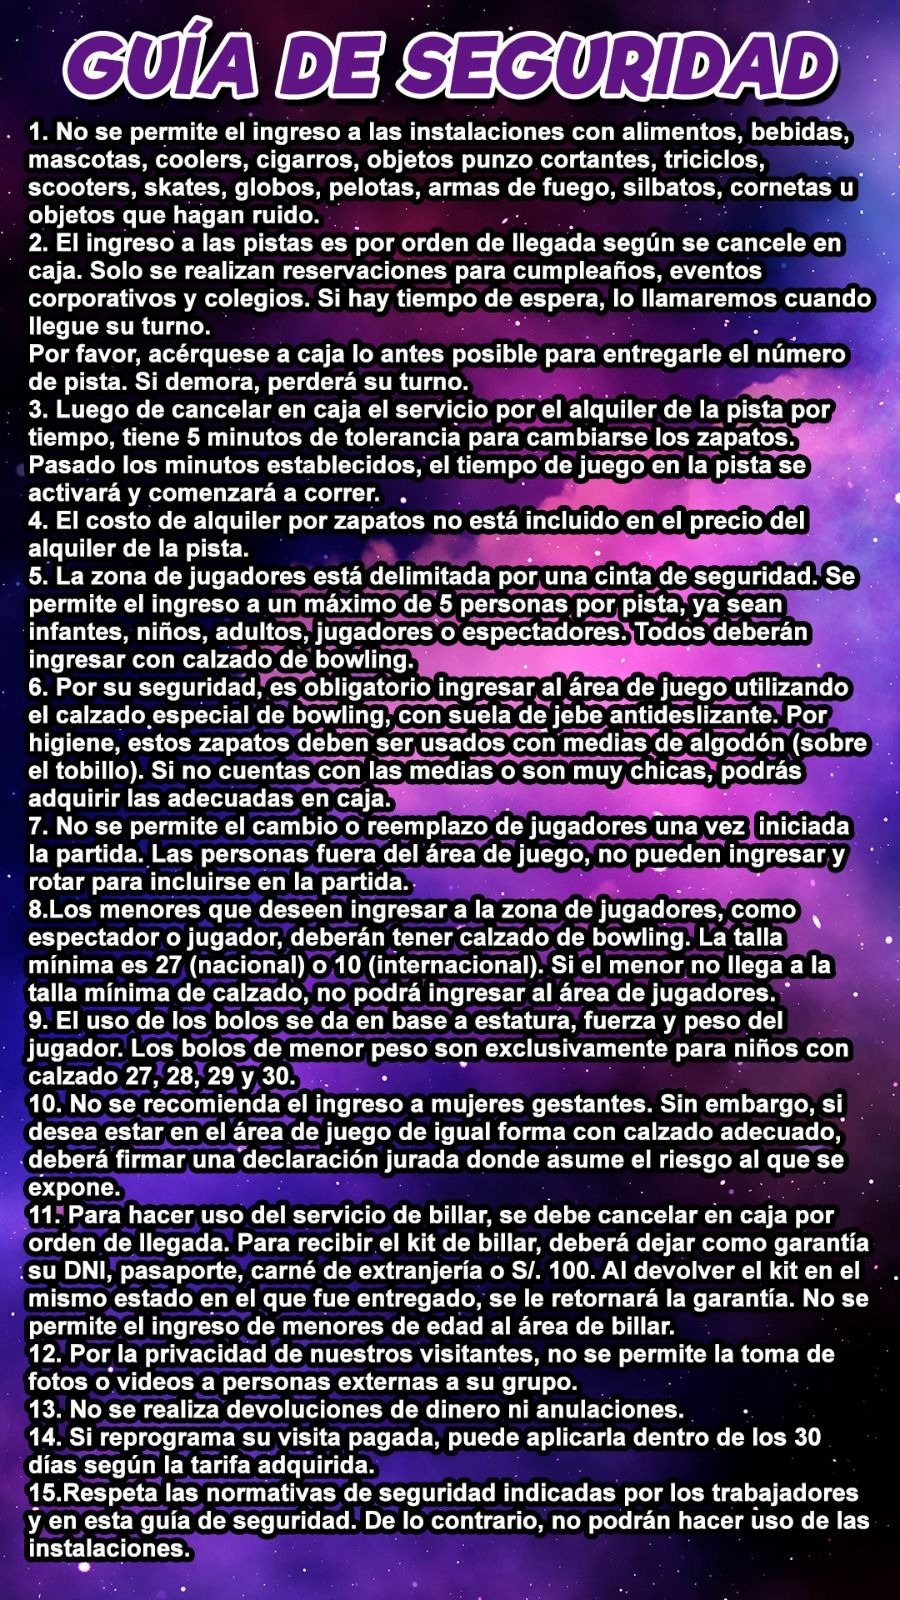 GUÍA DE SEGURIDAD
1. No se permite el ingreso a las instalaciones con alimentos, bebidas,
mascotas, coolers, cigarros, objetos punzo cortantes, triciclos,
scooters, skates, globos, pelotas, armas de fuego, silbatos, cornetas u
objetos que hagan ruido.
2. El ingreso a las pistas es por orden de llegada según se cancele en
caja. Solo se realizan reservaciones para cumpleaños, eventos
corporativos y colegios. Si hay tiempo de espera, lo llamaremos cuando
llegue su turno.
Por favor, acérquese a caja lo antes posible para entregarle el número
de pista. Si demora, perderá su turno.
3. Luego de cancelar en caja el servicio por el alquiler de la pista por
tiempo, tiene 5 minutos de tolerancia para cambiarse los zapatos.
Pasado los minutos establecidos, el tiempo de juego en la pista se
activará y comenzará a correr.
4. El costo de alquiler por zapatos no está incluido en el precio del
alquiler de la pista.
5. La zona de jugadores está delimitada por una cinta de seguridad. Se
permite el ingreso a un máximo de 5 personas por pista, ya sean
infantes, niños, adultos, jugadores o espectadores. Todos deberán
ingresar con calzado de bowling.
6. Por su seguridad, es obligatorio ingresar al área de juego utilizando
el calzado especial de bowling, con suela de jebe antideslizante. Por
higiene, estos zapatos deben ser usados con medias de algodón (sobre
el tobillo). Si no cuentas con las medias o son muy chicas, podrás
adquirir las adecuadas en caja.
7. No se permite el cambio o reemplazo de jugadores una vez iniciada
la partida. Las personas fuera del área de juego, no pueden ingresar y
rotar para incluirse en la partida.
8.Los menores que deseen ingresar a la zona de jugadores, como
espectador o jugador, deberán tener calzado de bowling. La talla
mínima es 27 (nacional) o 10 (internacional). Si el menor no llega a la
talla mínima de calzado, no podrá ingresar al área de jugadores.
9. El uso de los bolos se da en base a estatura, fuerza y peso del
jugador. Los bolos de menor peso son exclusivamente para niños con
calzado 27, 28, 29 y 30.
10. No se recomienda el ingreso a mujeres gestantes. Sin embargo, si
desea estar en el área de juego de igual forma con calzado adecuado,
deberá firmar una declaración jurada donde asume el riesgo al que se
expone.
11. Para hacer uso del servicio de billar, se debe cancelar en caja por
orden de llegada. Para recibir el kit de billar, deberá dejar como garantía
su DNI, pasaporte, carné de extranjería o S/. 100. Al devolver el kit en el
mismo estado en el que fue entregado, se le retornará la garantía. No se
permite el ingreso de menores de edad al área de billar.
12. Por la privacidad de nuestros visitantes, no se permite la toma de
fotos o videos a personas externas a su grupo.
13. No se realiza devoluciones de dinero ni anulaciones.
14. Si reprograma su visita pagada, puede aplicarla dentro de los 30
días según la tarifa adquirida.
15.Respeta las normativas de seguridad indicadas por los trabajadores
y en esta guía de seguridad. De lo contrario, no podrán hacer uso de las
instalaciones.